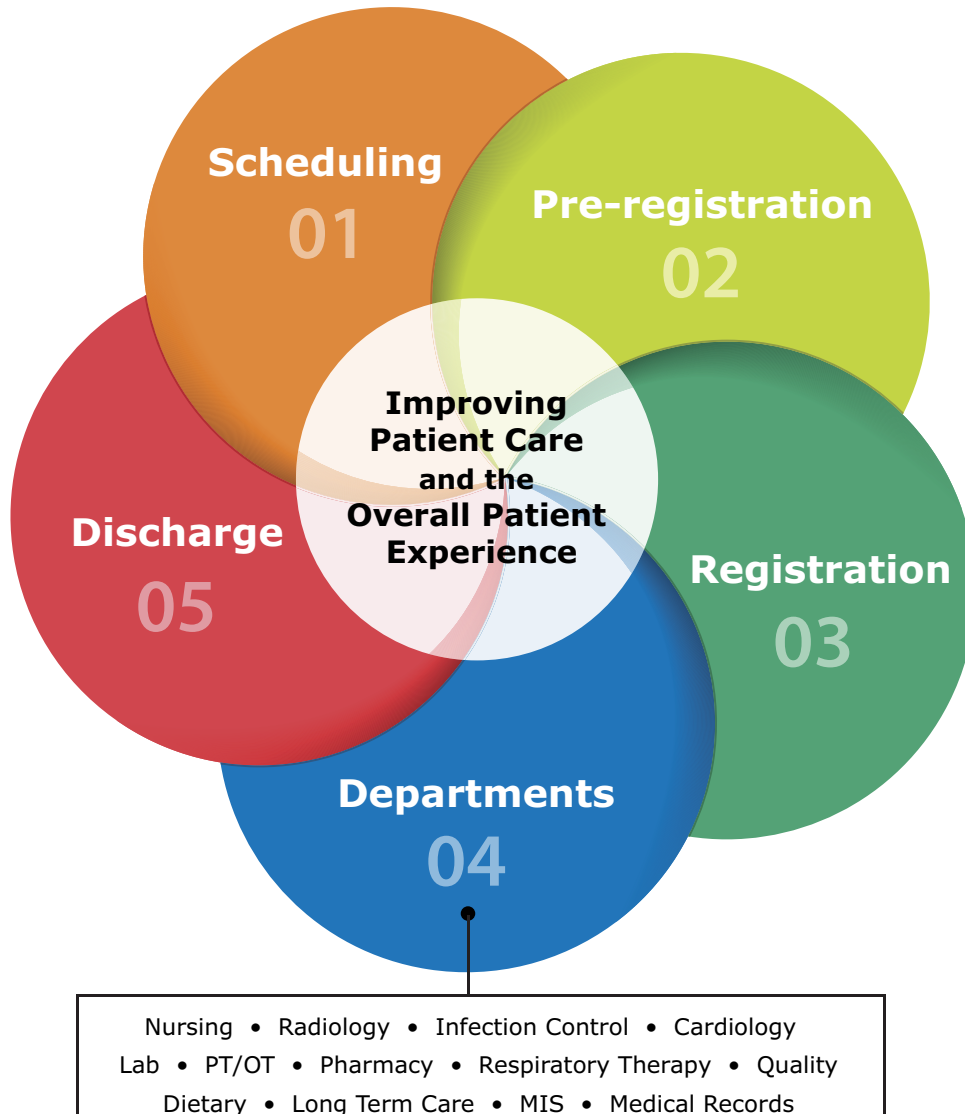 Scheduling
01
Pre-registration
02
Improving
Patient Care
and the
Overall Patient
Experience
Registration
03
Discharge
05
Departments
04
Nursing • Radiology • Infection Control • Cardiology
Lab • PT/OT • Pharmacy • Respiratory Therapy • Quality
Dietary • Long Term Care • MIS • Medical Records